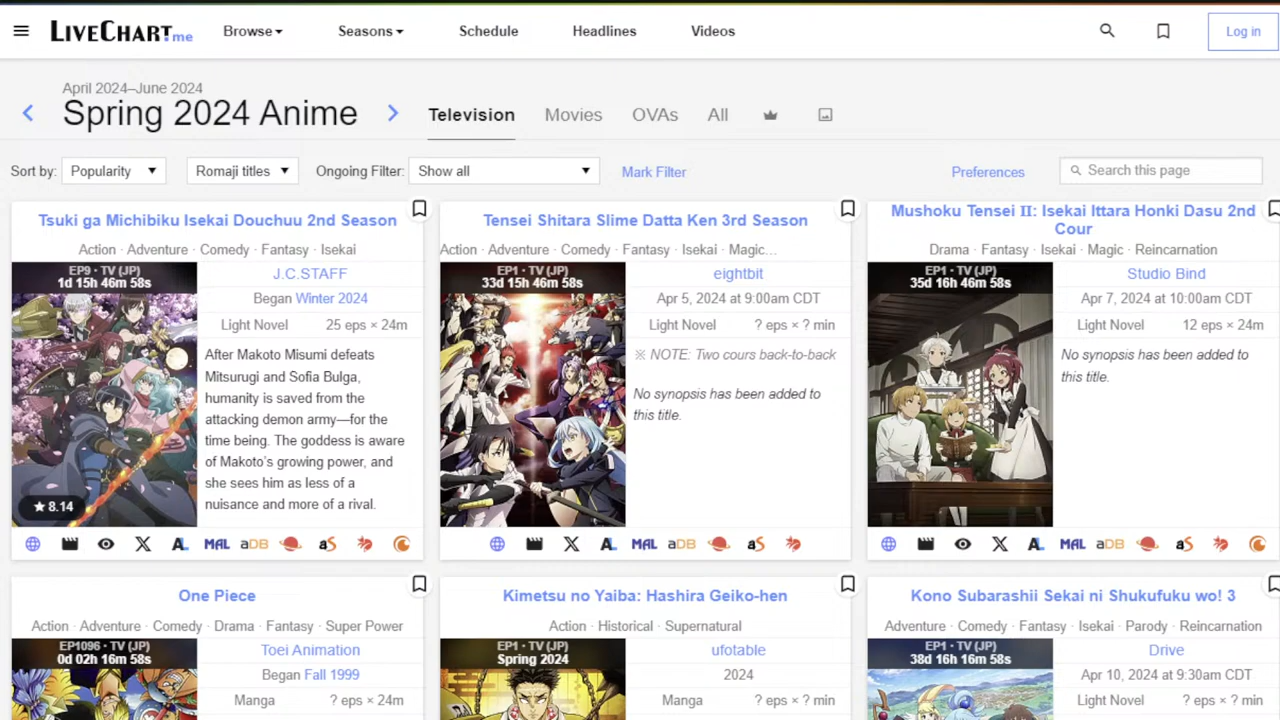 LIVECHART.me
Browse
Seasons
Schedule
Headlines
Videos
Log in
April 2024–June 2024
Spring 2024 Anime
Television
Movies
OVAs
All
Sort by:
Popularity
Romaji titles
Ongoing Filter:
Show all
Mark Filter
Preferences
Search this page
Tsuki ga Michibiku Isekai Douchuu 2nd Season
Action · Adventure · Comedy · Fantasy · Isekai
EP9 · TV (JP)
1d 15h 46m 58s
J.C.STAFF
Began Winter 2024
Light Novel
25 eps × 24m
After Makoto Misumi defeats
Mitsurugi and Sofia Bulga,
humanity is saved from the
attacking demon army—for the
time being. The goddess is aware
of Makoto's growing power, and
she sees him as less of a
nuisance and more of a rival.
★ 8.14
X
AL
MAL
aDB
aS
Tensei Shitara Slime Datta Ken 3rd Season
Action · Adventure · Comedy · Fantasy · Isekai · Magic...
EP1 · TV (JP)
33d 15h 46m 58s
eightbit
Apr 5, 2024 at 9:00am CDT
Light Novel
? eps × ? min
※ NOTE: Two cours back-to-back
No synopsis has been added to
this title.
X
AL
MAL
aDB
aS
Mushoku Tensei II: Isekai Ittara Honki Dasu 2nd
Cour
Drama · Fantasy · Isekai · Magic · Reincarnation
EP1 · TV (JP)
35d 16h 46m 58s
Studio Bind
Apr 7, 2024 at 10:00am CDT
Light Novel
12 eps × 24m
No synopsis has been added to
this title.
X
AL
MAL
aDB
aS
One Piece
Action · Adventure · Comedy · Drama · Fantasy · Super Power
EP1096 · TV (JP)
0d 02h 16m 58s
Toei Animation
Began Fall 1999
Manga
? eps × 24m
Kimetsu no Yaiba: Hashira Geiko-hen
Action · Historical · Supernatural
EP1 · TV (JP)
Spring 2024
ufotable
2024
Manga
? eps × ? min
Kono Subarashii Sekai ni Shukufuku wo! 3
Adventure · Comedy · Fantasy · Isekai · Parody · Reincarnation
EP1 · TV (JP)
38d 16h 16m 58s
Drive
Apr 10, 2024 at 9:30am CDT
Light Novel
? eps × ? min